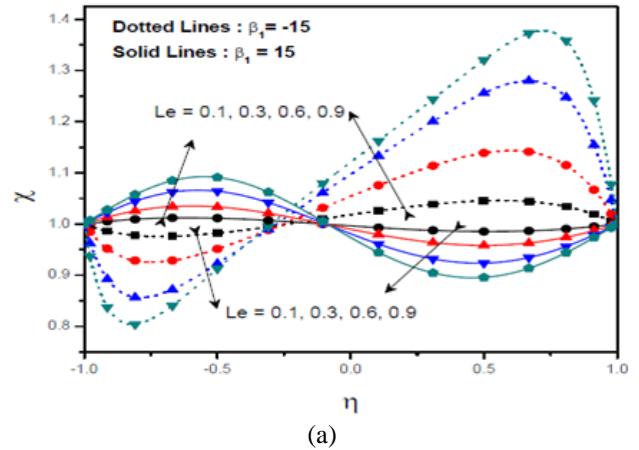 Dotted Lines : β₁= -15
Solid Lines : β₁ = 15
Le = 0.1, 0.3, 0.6, 0.9
Le = 0.1, 0.3, 0.6, 0.9
χ
1.4
1.3
1.2
1.1
1.0
0.9
0.8
-1.0 -0.5 0.0 0.5 1.0
η
(a)